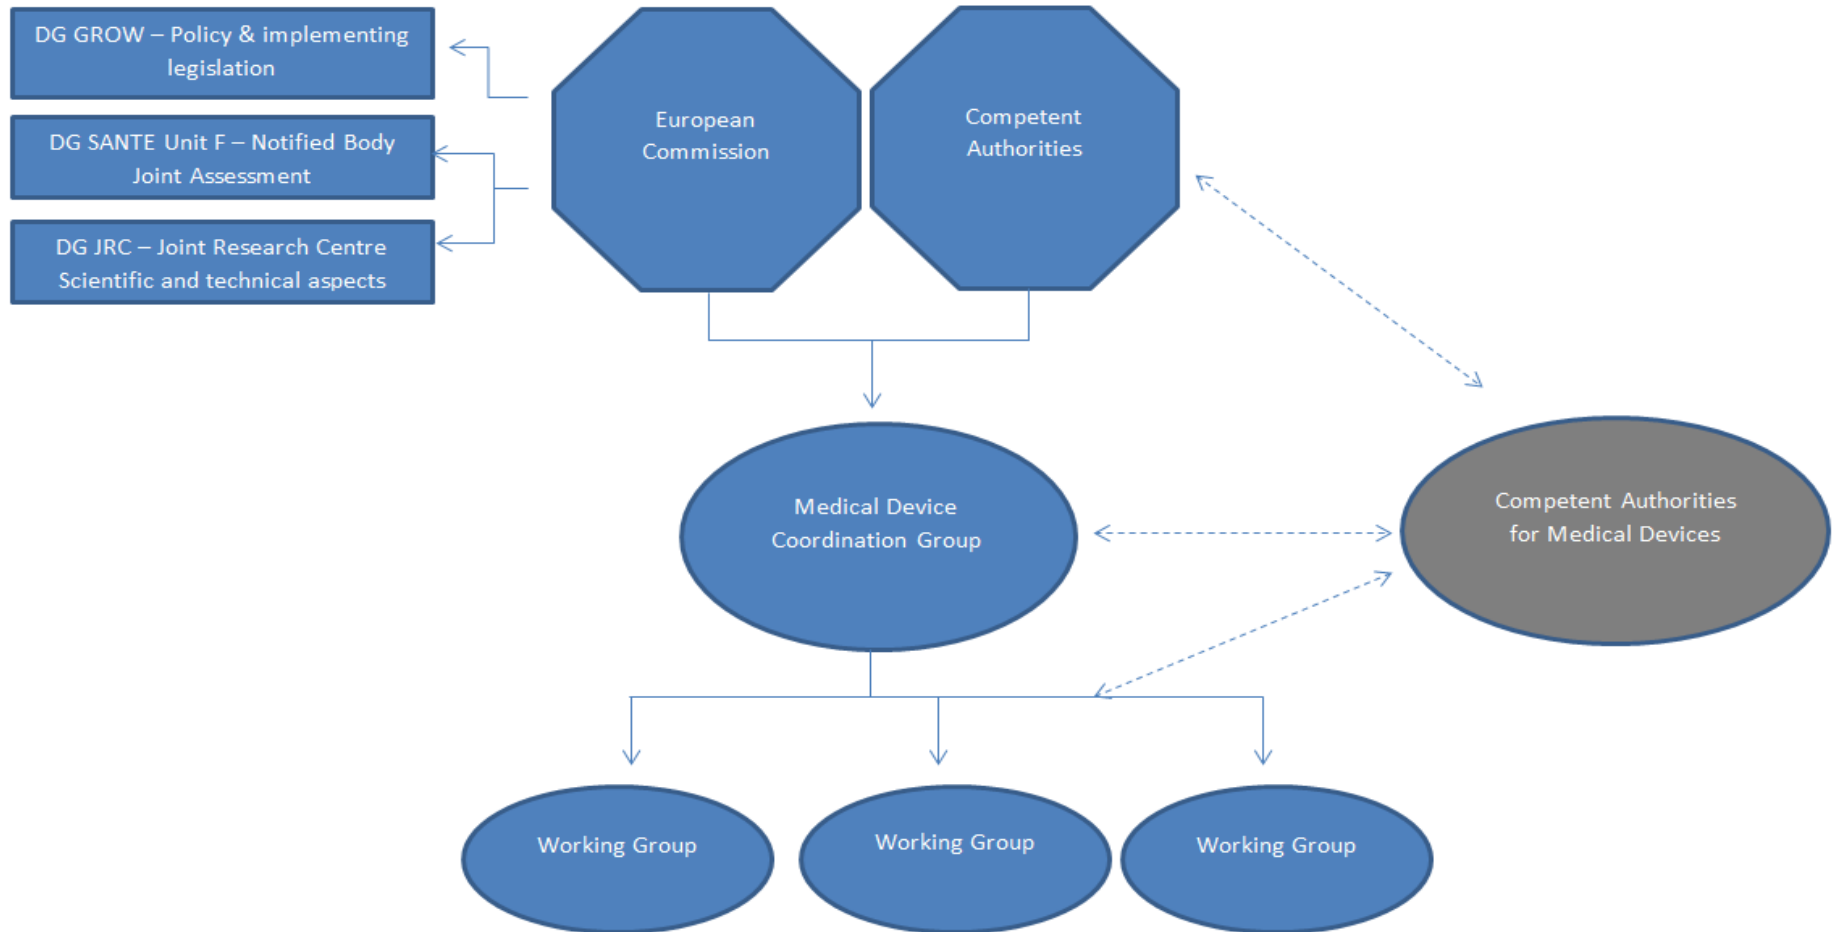 DG GROW – Policy & implementing
legislation
DG SANTE Unit F – Notified Body
Joint Assessment
DG JRC – Joint Research Centre
Scientific and technical aspects
European
Commission
Competent
Authorities
Medical Device
Coordination Group
Competent Authorities
for Medical Devices
Working Group
Working Group
Working Group